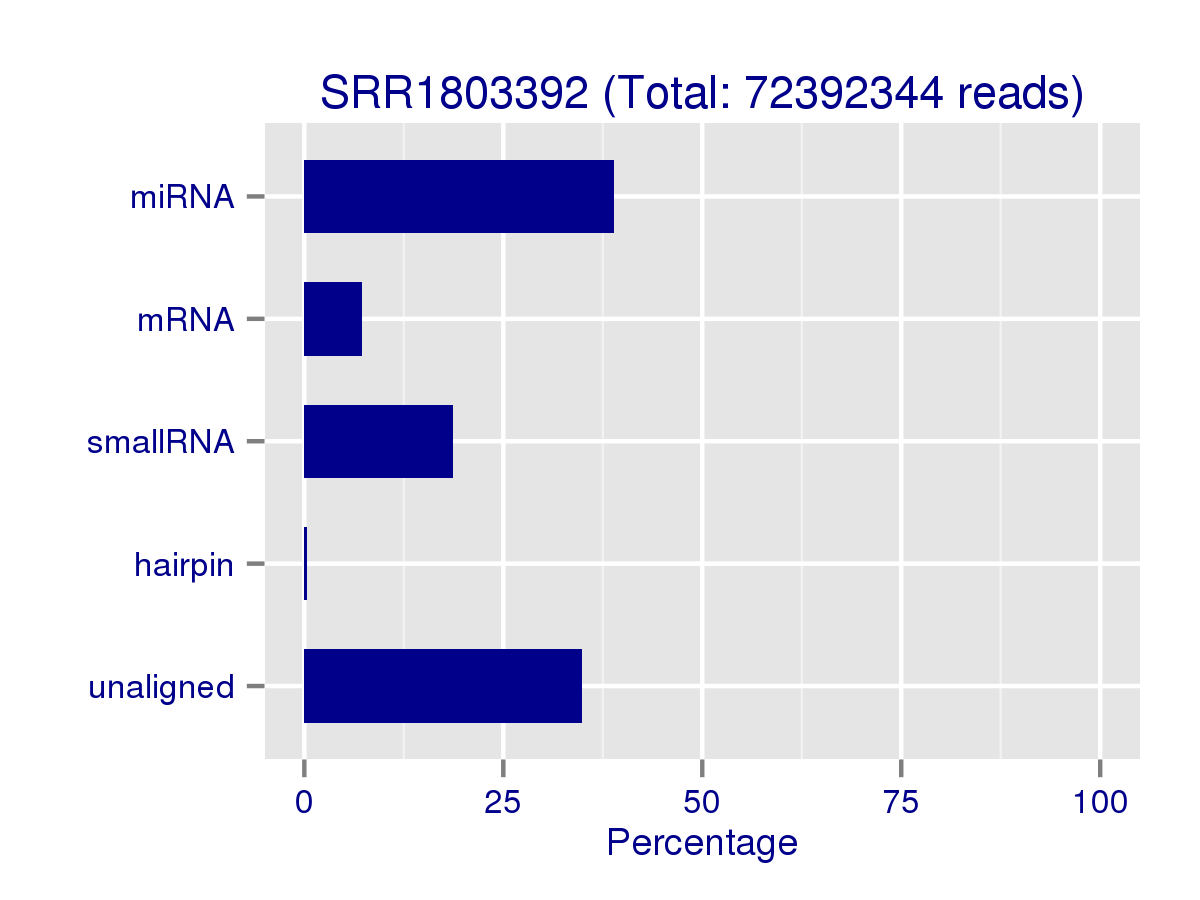 SRR1803392 (Total: 72392344 reads)
miRNA
mRNA
smallRNA
hairpin
unaligned
0 25 50 75 100
Percentage